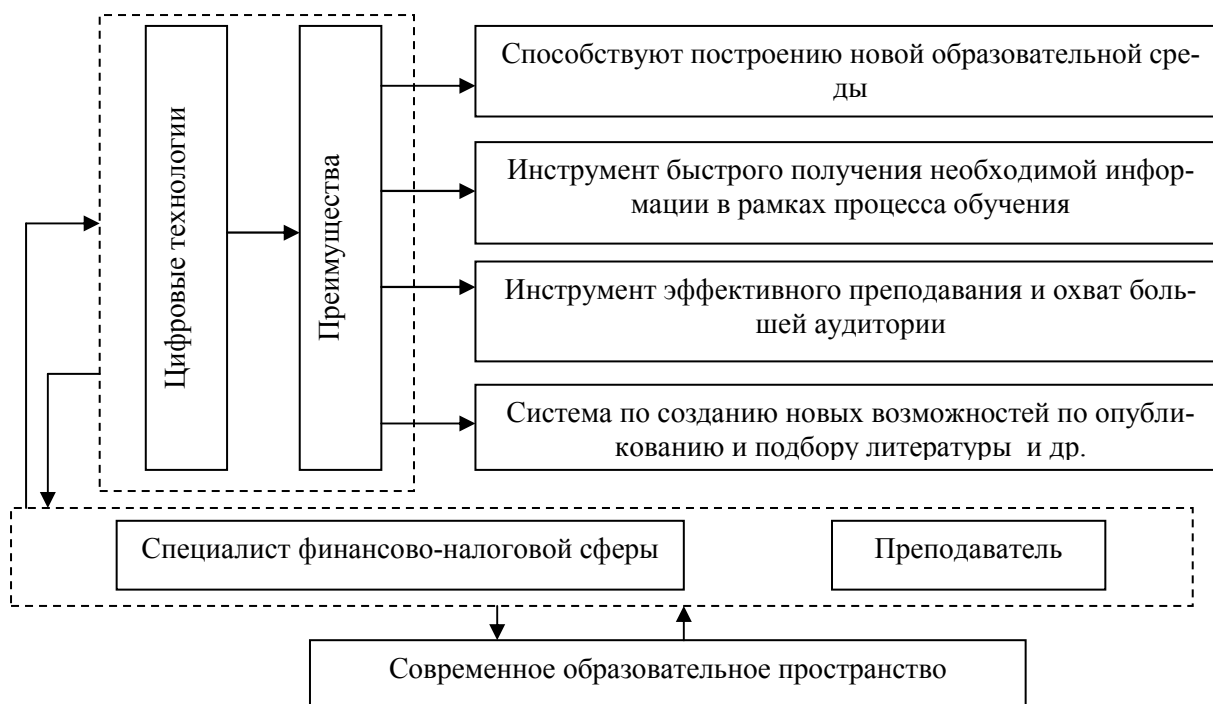 Цифровые технологии
Преимущества
Способствуют построению новой образовательной сре-
ды
Инструмент быстрого получения необходимой инфор-
мации в рамках процесса обучения
Инструмент эффективного преподавания и охват боль-
шей аудитории
Система по созданию новых возможностей по опубли-
кованию и подбору литературы  и др.
Специалист финансово-налоговой сферы
Преподаватель
Современное образовательное пространство